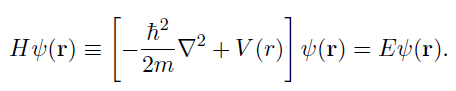 Hψ(𝐫) ≡ [−ħ²/2m ∇² + V(r)] ψ(𝐫) = Eψ(𝐫).